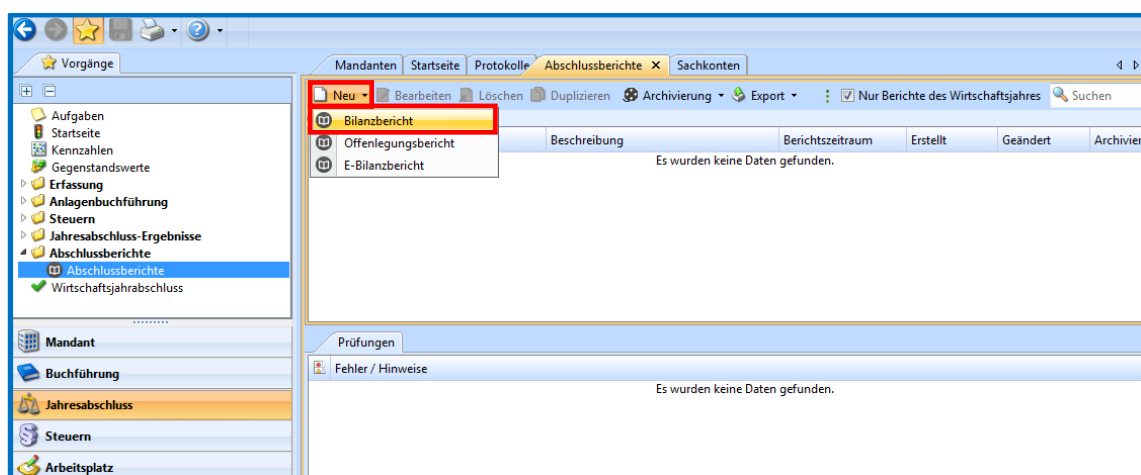 Vorgänge
Mandanten Startseite Protokolle Abschlussberichte Sachkonten
Neu Bearbeiten Löschen Duplizieren Archivierung Export Nur Berichte des Wirtschaftsjahres Suchen
Aufgaben
Startseite
Kennzahlen
Gegenstandswerte
Erfassung
Anlagenbuchführung
Steuern
Jahresabschluss-Ergebnisse
Abschlussberichte
Abschlussberichte
Wirtschaftsjahrabschluss
Bilanzbericht
Offenlegungsbericht
E-Bilanzbericht
Beschreibung Berichtszeitraum Erstellt Geändert Archivier
Es wurden keine Daten gefunden.
Mandant
Buchführung
Jahresabschluss
Steuern
Arbeitsplatz
Prüfungen
Fehler / Hinweise
Es wurden keine Daten gefunden.